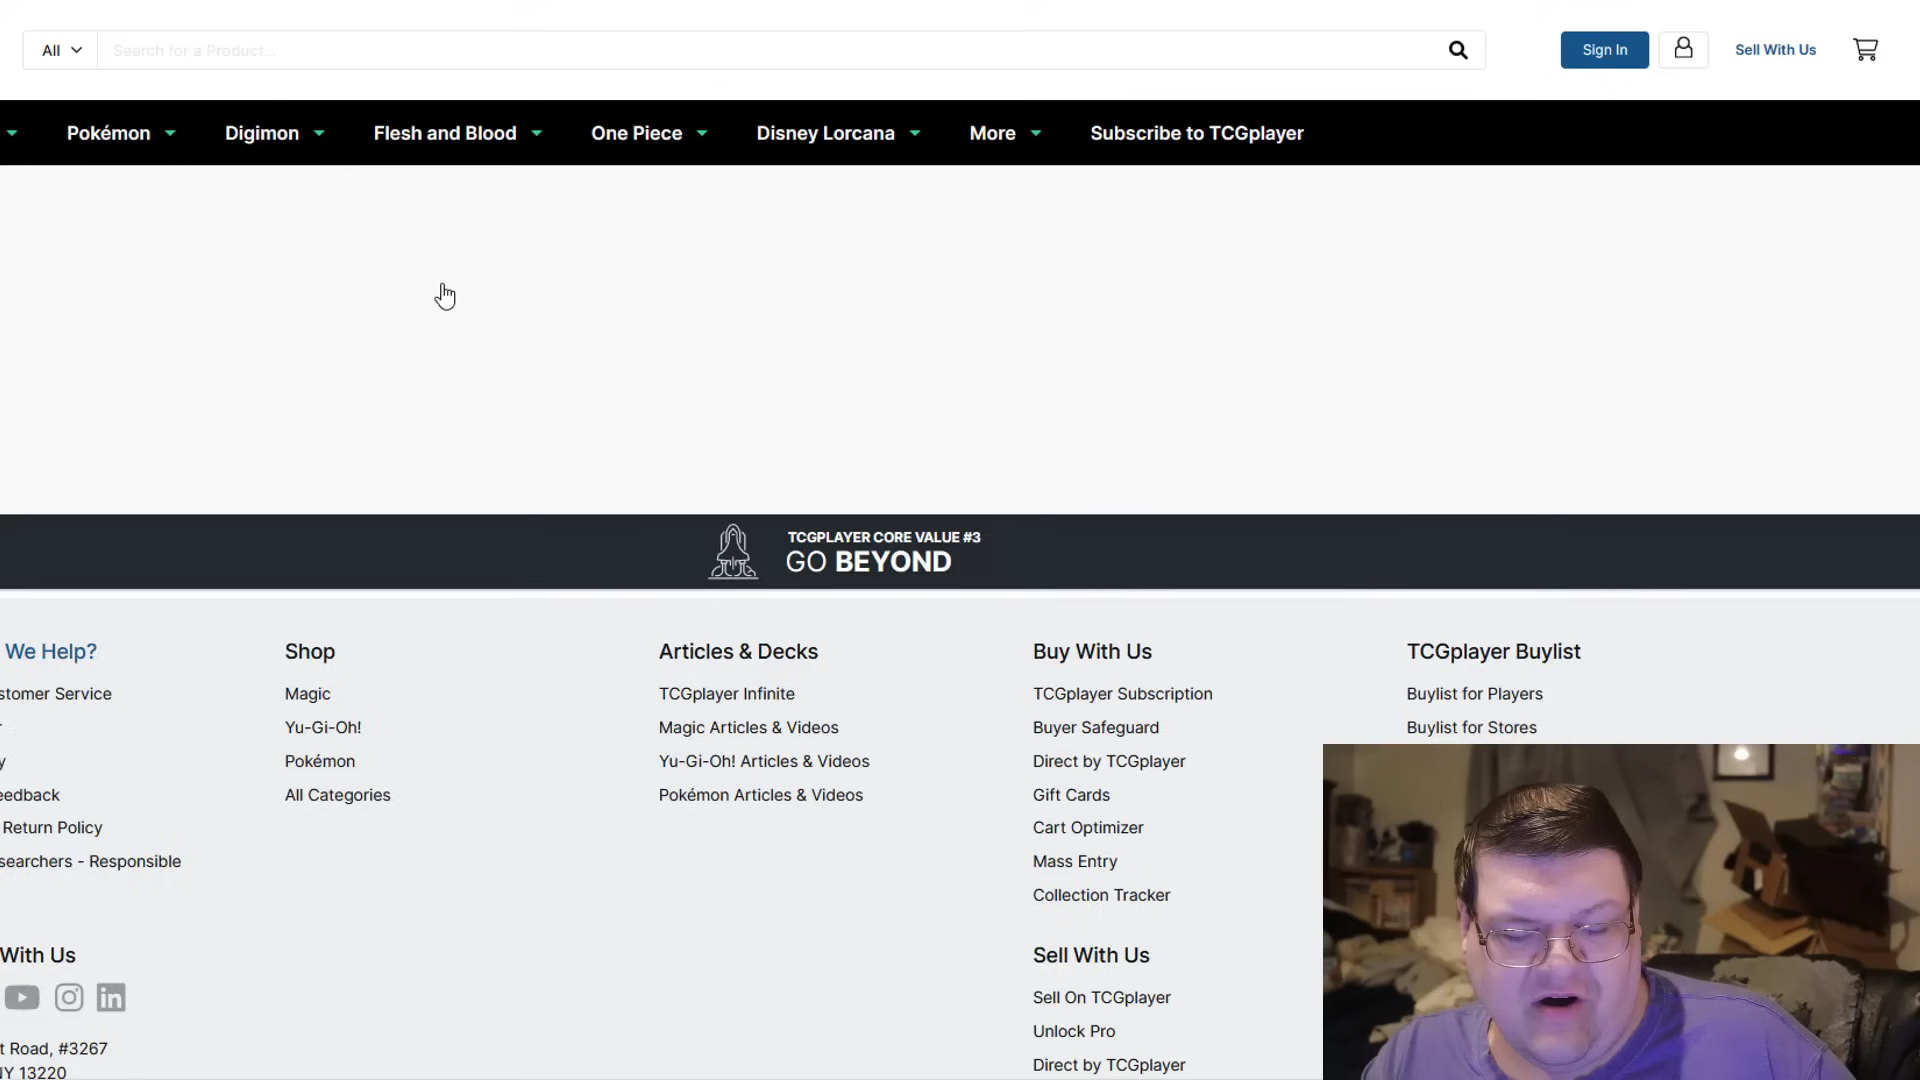 All
Search for a Product...
Sign In
Sell With Us
Pokémon
Digimon
Flesh and Blood
One Piece
Disney Lorcana
More
Subscribe to TCGplayer
TCGPLAYER CORE VALUE #3
GO BEYOND
We Help?
stomer Service
y
eedback
Return Policy
searchers - Responsible
With Us
t Road, #3267
NY 13220
Shop
Magic
Yu-Gi-Oh!
Pokémon
All Categories
Articles & Decks
TCGplayer Infinite
Magic Articles & Videos
Yu-Gi-Oh! Articles & Videos
Pokémon Articles & Videos
Buy With Us
TCGplayer Subscription
Buyer Safeguard
Direct by TCGplayer
Gift Cards
Cart Optimizer
Mass Entry
Collection Tracker
Sell With Us
Sell On TCGplayer
Unlock Pro
Direct by TCGplayer
TCGplayer Buylist
Buylist for Players
Buylist for Stores